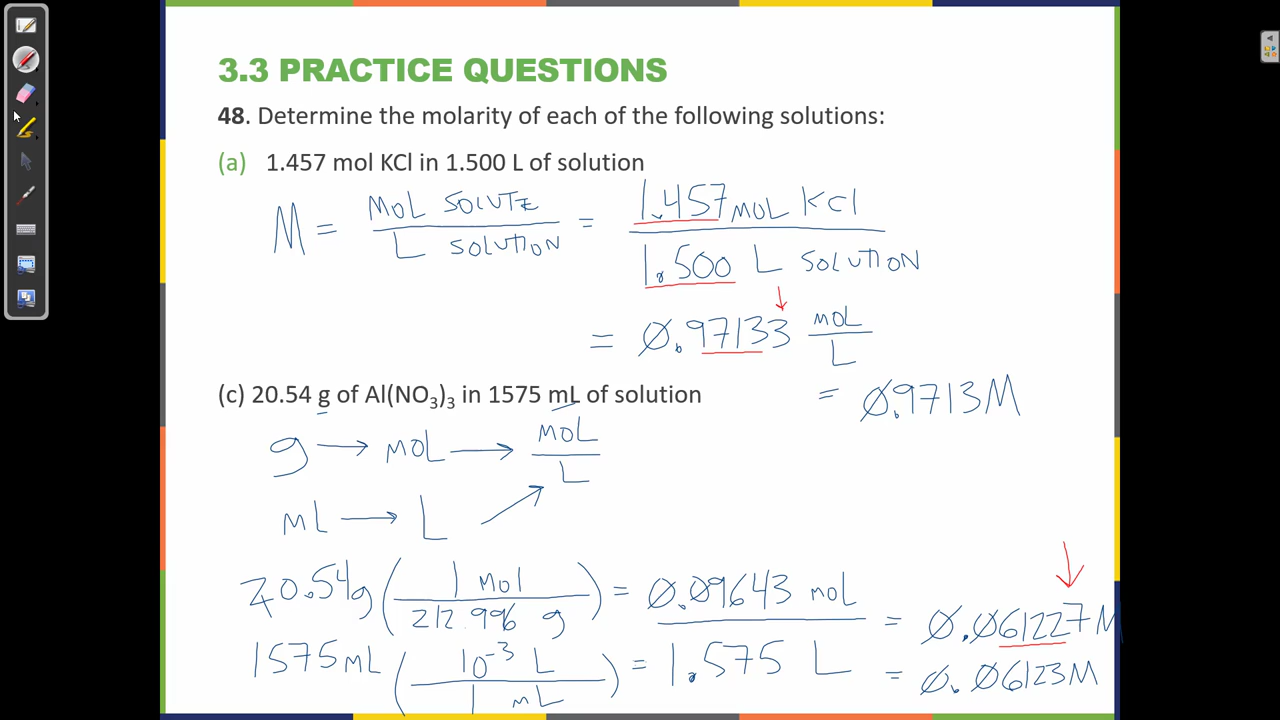 3.3 PRACTICE QUESTIONS
48. Determine the molarity of each of the following solutions:
(a) 1.457 mol KCl in 1.500 L of solution
M = MOL SOLUTE / L SOLUTION = 1.457 MOL KCl / 1.500 L SOLUTION
= 0.97133 MOL / L
= 0.9713 M
(c) 20.54 g of Al(NO₃)₃ in 1575 mL of solution
g → MOL → MOL / L
mL → L
20.54g (1 MOL / 212.996 g) = 0.09643 MOL
1575 mL (10⁻³ L / 1 mL) = 1.575 L
= 0.061227 M
= 0.06123 M